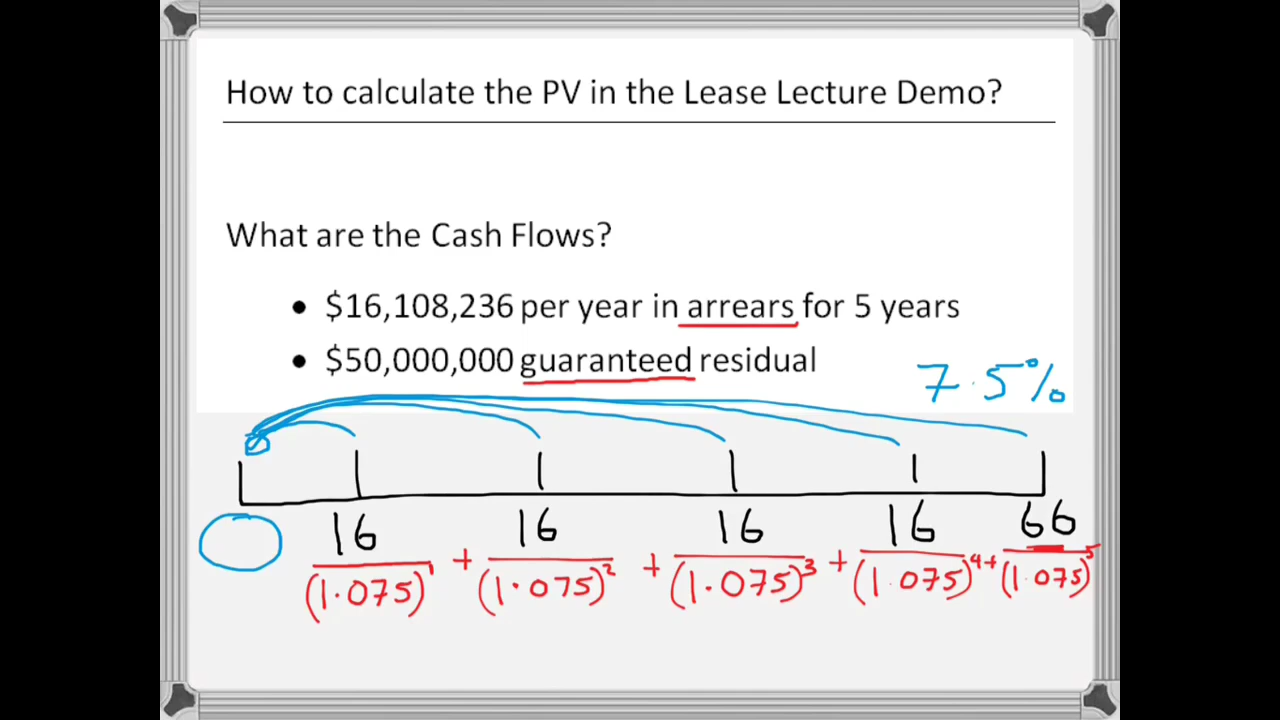 How to calculate the PV in the Lease Lecture Demo?
What are the Cash Flows?
• $16,108,236 per year in arrears for 5 years
• $50,000,000 guaranteed residual
7.5%
16 16 16 16 66
(1.075)¹ + (1.075)² + (1.075)³ + (1.075)⁴ + (1.075)⁵